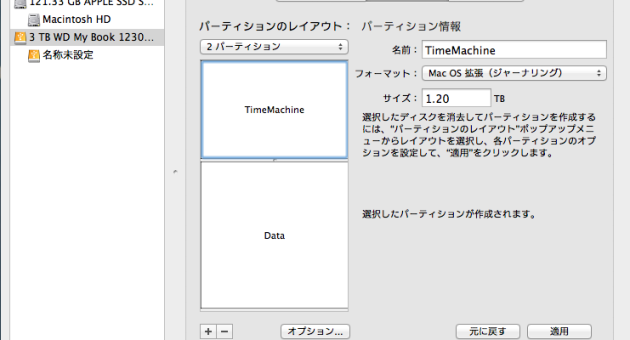 121.33 GB APPLE SSD S...
Macintosh HD
3 TB WD My Book 1230...
名称未設定
パーティションのレイアウト：
2 パーティション
TimeMachine
Data
+ −
オプション...
パーティション情報
名前： TimeMachine
フォーマット： Mac OS 拡張（ジャーナリング）
サイズ： 1.20 TB
選択したディスクを消去してパーティションを作成する
には、“パーティションのレイアウト”ポップアップメニ
ューからレイアウトを選択し、各パーティションのオプ
ションを設定して、“適用”をクリックします。
選択したパーティションが作成されます。
元に戻す
適用